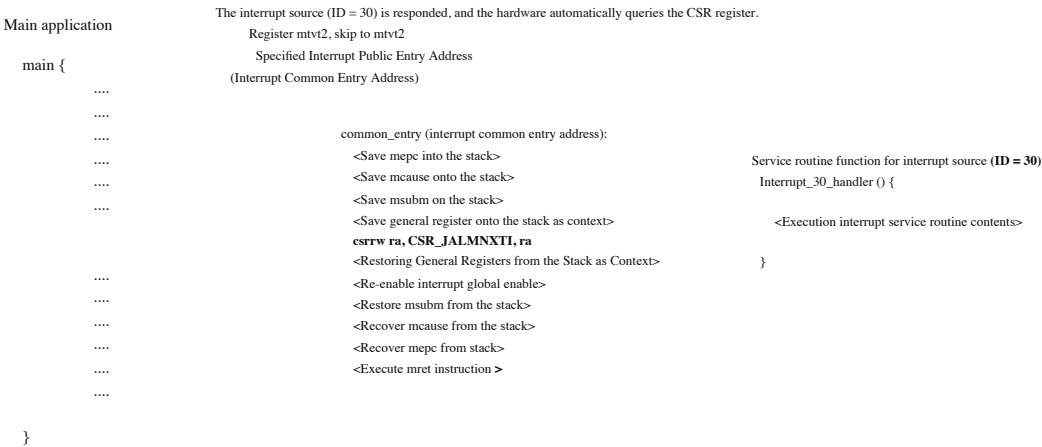 Main application
main {
....
....
....
....
....
....
....
....
....
....
....
....
}
The interrupt source (ID = 30) is responded, and the hardware automatically queries the CSR register.
Register mtvt2, skip to mtvt2
Specified Interrupt Public Entry Address
(Interrupt Common Entry Address)
common_entry (interrupt common entry address):
<Save mepc into the stack>
<Save mcause onto the stack>
<Save msubm on the stack>
<Save general register onto the stack as context>
csrrw ra, CSR_JALMNXTI, ra
<Restoring General Registers from the Stack as Context>
<Re-enable interrupt global enable>
<Restore msubm from the stack>
<Recover mcause from the stack>
<Recover mepc from stack>
<Execute mret instruction >
Service routine function for interrupt source (ID = 30)
Interrupt_30_handler () {
<Execution interrupt service routine contents>
}